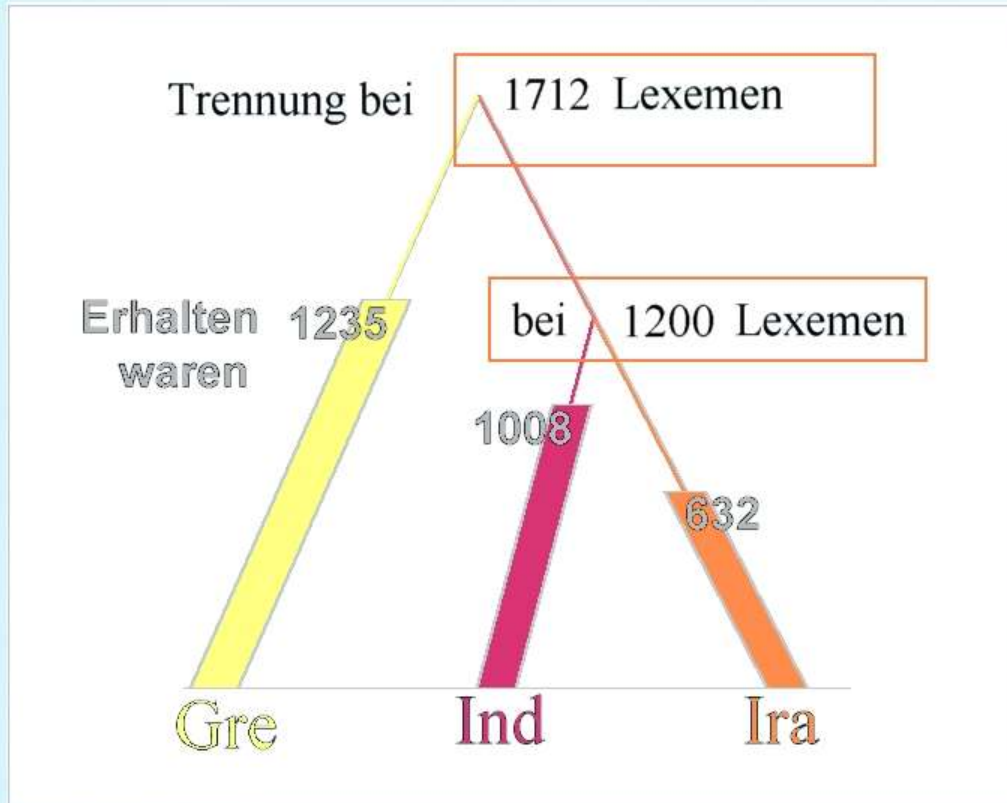 Trennung bei 1712 Lexemen
Erhalten 1235 bei 1200 Lexemen
waren
1008
632
Gre Ind Ira